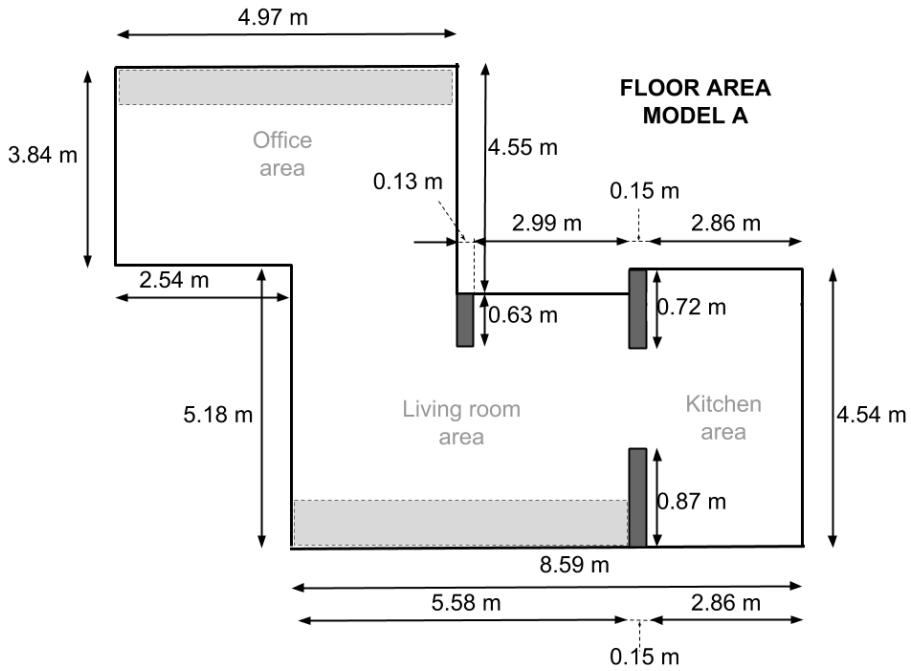 4.97 m
FLOOR AREA
MODEL A
3.84 m
Office
area
4.55 m
0.13 m
0.15 m
2.99 m
2.86 m
2.54 m
0.63 m
0.72 m
5.18 m
Living room
area
Kitchen
area
4.54 m
0.87 m
8.59 m
5.58 m
2.86 m
0.15 m